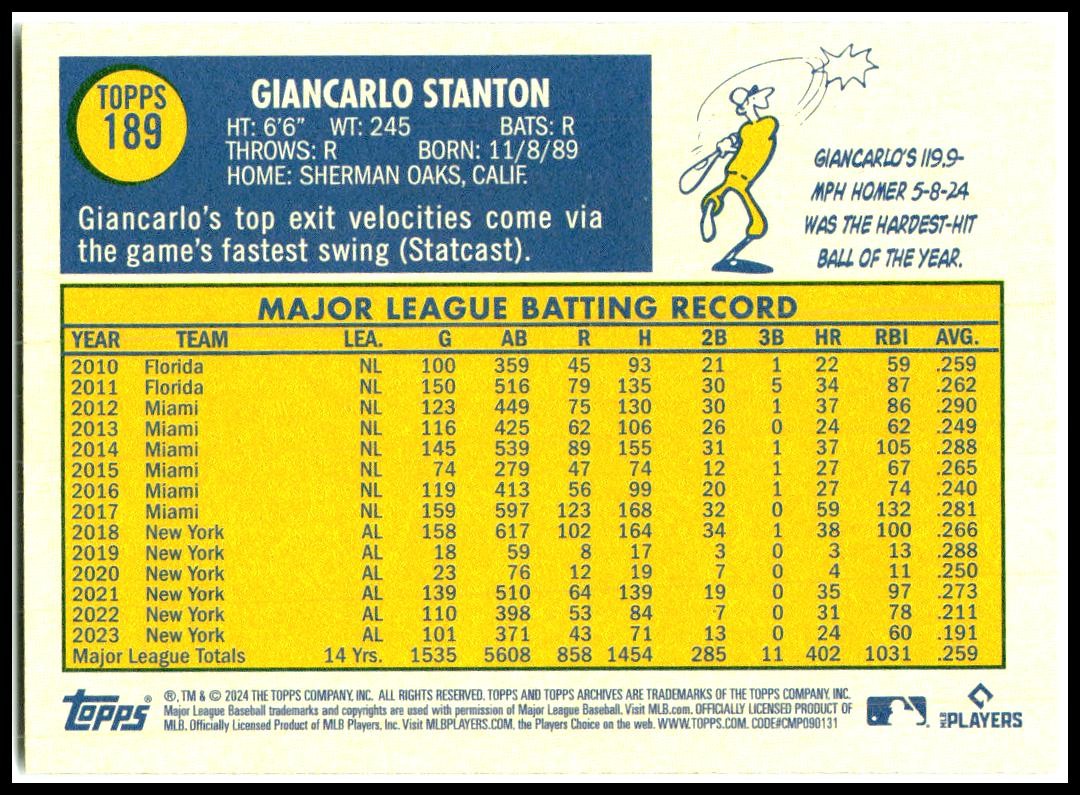 TOPPS
189
GIANCARLO STANTON
HT: 6'6" WT: 245 BATS: R
THROWS: R BORN: 11/8/89
HOME: SHERMAN OAKS, CALIF.
Giancarlo's top exit velocities come via
the game's fastest swing (Statcast).
GIANCARLO'S 119.9-
MPH HOMER 5-8-24
WAS THE HARDEST-HIT
BALL OF THE YEAR.
MAJOR LEAGUE BATTING RECORD
YEAR TEAM LEA. G AB R H 2B 3B HR RBI AVG.
2010 Florida NL 100 359 45 93 21 1 22 59 .259
2011 Florida NL 150 516 79 135 30 5 34 87 .262
2012 Miami NL 123 449 75 130 30 1 37 86 .290
2013 Miami NL 116 425 62 106 26 0 24 62 .249
2014 Miami NL 145 539 89 155 31 1 37 105 .288
2015 Miami NL 74 279 47 74 12 1 27 67 .265
2016 Miami NL 119 413 56 99 20 1 27 74 .240
2017 Miami NL 159 597 123 168 32 0 59 132 .281
2018 New York AL 158 617 102 164 34 1 38 100 .266
2019 New York AL 18 59 8 17 3 0 3 13 .288
2020 New York AL 23 76 12 19 7 0 4 11 .250
2021 New York AL 139 510 64 139 19 0 35 97 .273
2022 New York AL 110 398 53 84 7 0 31 78 .211
2023 New York AL 101 371 43 71 13 0 24 60 .191
Major League Totals 14 Yrs. 1535 5608 858 1454 285 11 402 1031 .259
Topps®
®, TM & © 2024 THE TOPPS COMPANY, INC. ALL RIGHTS RESERVED. TOPPS AND TOPPS ARCHIVES ARE TRADEMARKS OF THE TOPPS COMPANY, INC.
Major League Baseball trademarks and copyrights are used with permission of Major League Baseball. Visit MLB.com. OFFICIALLY LICENSED PRODUCT OF
MLB. Officially Licensed Product of MLB Players, Inc. Visit MLBPLAYERS.COM, the Players Choice on the web. WWW.TOPPS.COM. CODE#CMP090131
MLB PLAYERS